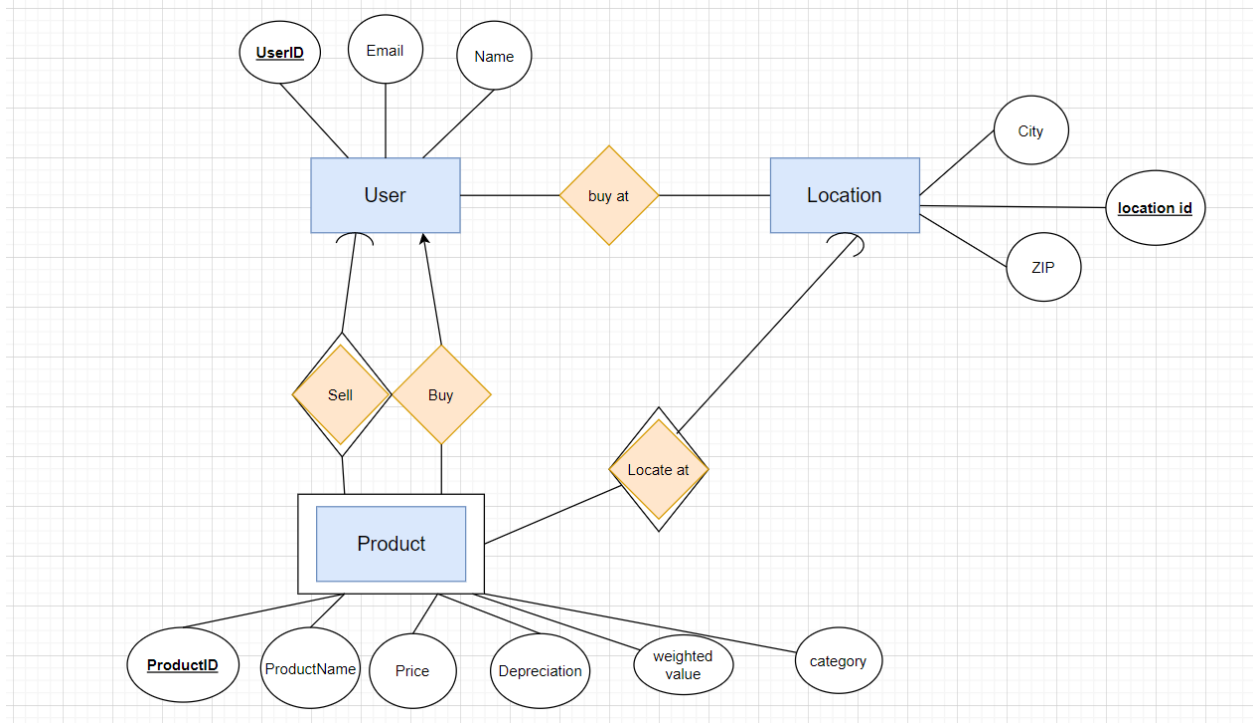 UserID
Email
Name
City
User
buy at
Location
location id
ZIP
Sell
Buy
Locate at
Product
ProductID
ProductName
Price
Depreciation
weighted
value
category